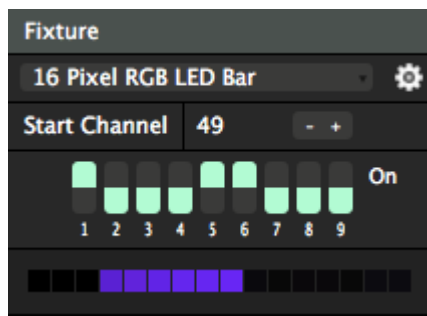 Fixture
16 Pixel RGB LED Bar
Start Channel 49 - +
On
1 2 3 4 5 6 7 8 9